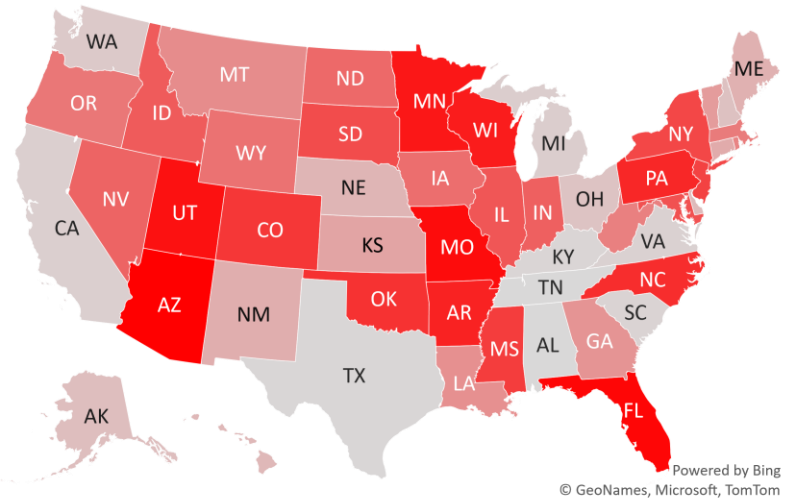 WA
MT
ND
MN
ME
OR
ID
SD
WI
NY
MI
WY
IA
PA
NE
OH
NV
UT
CO
IL
IN
CA
KS
MO
KY
VA
AZ
NM
OK
AR
TN
NC
SC
MS
AL
GA
TX
LA
AK
FL
Powered by Bing
© GeoNames, Microsoft, TomTom